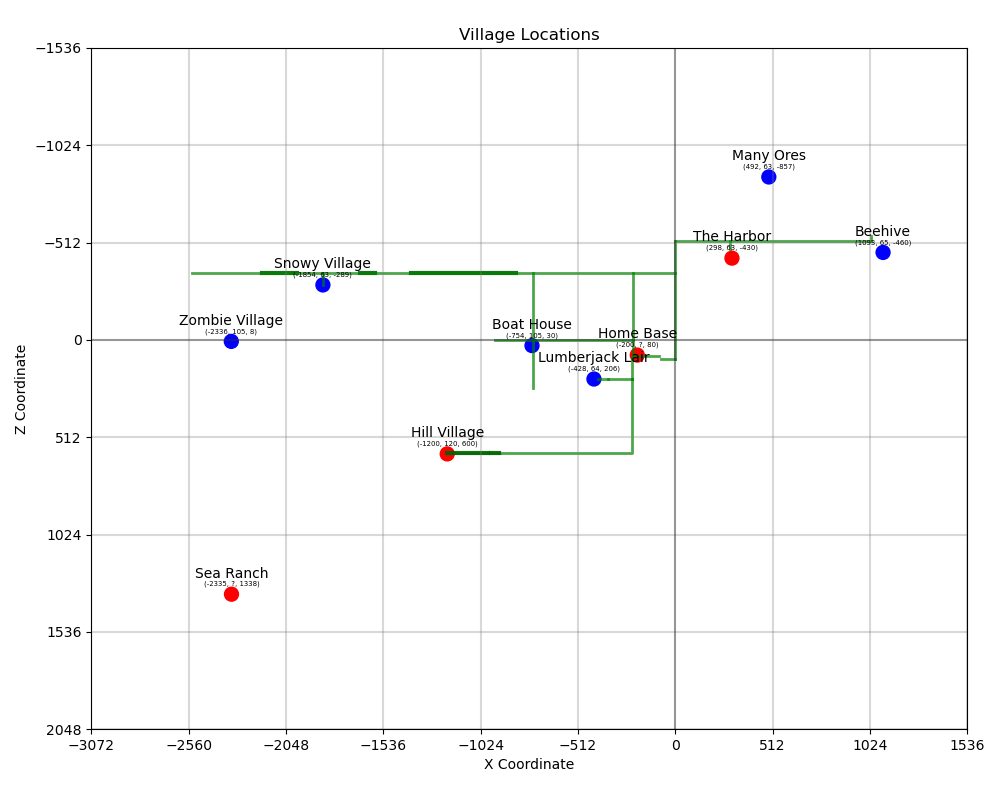 Village Locations
−1536
−1024
−512
0
512
1024
1536
2048
Z Coordinate
Many Ores
(492, 63, -857)
Beehive
(1093, 65, -460)
The Harbor
(298, 63, -430)
Snowy Village
(-1854, 63, -289)
Zombie Village
(-2336, 105, 8)
Boat House
(-754, 105, 30)
Home Base
(-200, ?, 80)
Lumberjack Lair
(-428, 64, 206)
Hill Village
(-1200, 120, 600)
Sea Ranch
(-2335, ?, 1338)
−3072 −2560 −2048 −1536 −1024 −512 0 512 1024 1536
X Coordinate